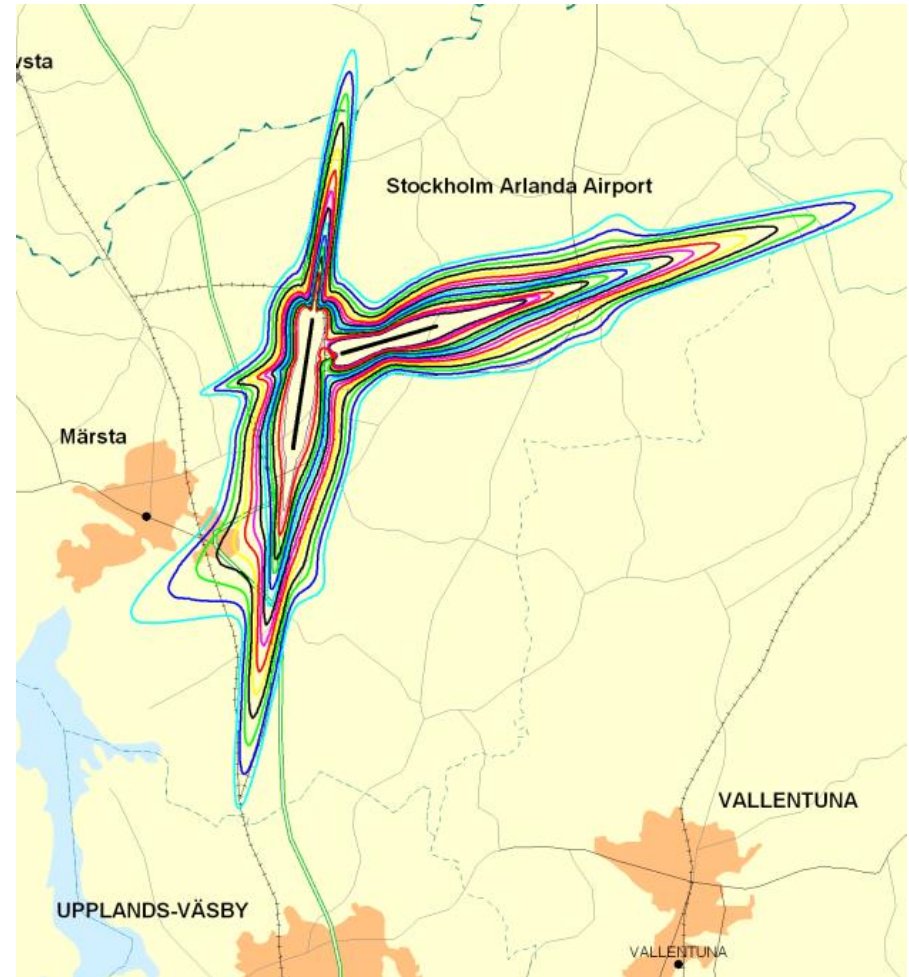 vsta
Stockholm Arlanda Airport
Märsta
VALLENTUNA
UPPLANDS-VÄSBY
VALLENTUNA